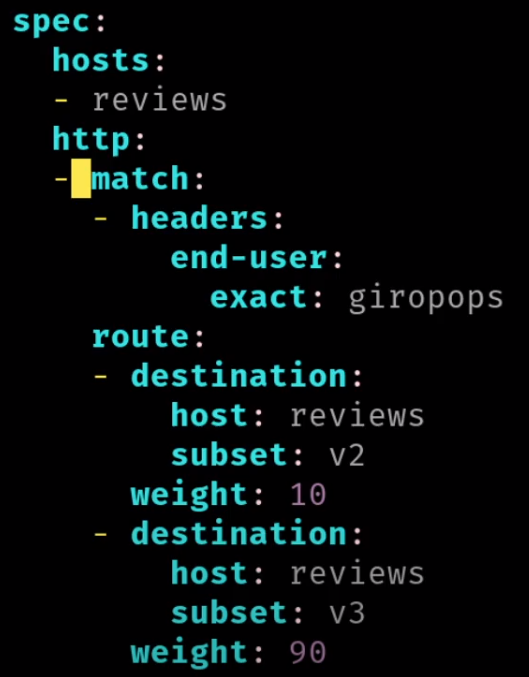 spec:
  hosts:
  - reviews
  http:
  - match:
    - headers:
        end-user:
          exact: giropops
    route:
    - destination:
        host: reviews
        subset: v2
      weight: 10
    - destination:
        host: reviews
        subset: v3
      weight: 90